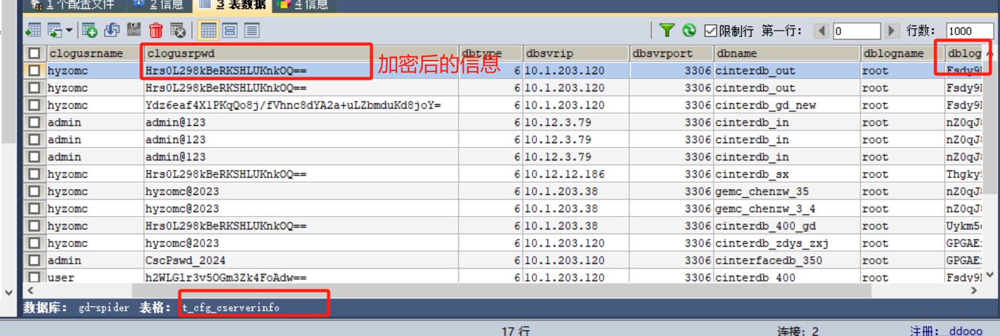 1 个配置文件 2 信息 3 表数据 4 信息
限制行 第一行： 0 行数： 1000
clogusrname clogusrpwd dbtype dbsvrip dbsvrport dbname dblogname dblog
加密后的信息
hyzomc Hrs0L298kBeRKSHLUKnkOQ== 6 10.1.203.120 3306 cinterdb_out root Fsdy9
hyzomc Hrs0L298kBeRKSHLUKnkOQ== 6 10.1.203.120 3306 cinterdb_out root Fsdy9
hyzomc Ydz6eaf4X1PKqQo8j/fVhnc8dYA2a+uLZbmduKd8joY= 6 10.1.203.120 3306 cinterdb_gd_new root Fsdy9
admin admin@123 6 10.12.3.79 3306 cinterdb_in root nZ0qJ
admin admin@123 6 10.12.3.79 3306 cinterdb_in root nZ0qJ
admin admin@123 6 10.12.3.79 3306 cinterdb_in root nZ0qJ
hyzomc Hrs0L298kBeRKSHLUKnkOQ== 6 10.12.12.186 3306 cinterdb_sx root Thgky
hyzomc hyzomc@2023 6 10.1.203.38 3306 gemc_chenzw_35 root nZ0qJ
hyzomc hyzomc@2023 6 10.1.203.38 3306 gemc_chenzw_3_4 root nZ0qJ
hyzomc Hrs0L298kBeRKSHLUKnkOQ== 6 10.1.203.38 3306 cinterdb_400_gd root Uykm5
hyzomc hyzomc@2023 6 10.1.203.120 3306 cinterdb_zdys_zxj root GPGAE
admin CscPswd_2024 6 10.1.203.120 3306 cinterfacedb_350 root GPGAE
user h2WLGlr3v5OGm3Zk4FoAdw== 6 10.1.203.120 3306 cinterdb_400 root Fsdy9
数据库： gd-spider 表格： t_cfg_cserverinfo
17 行 连接： 2 注册： ddooo